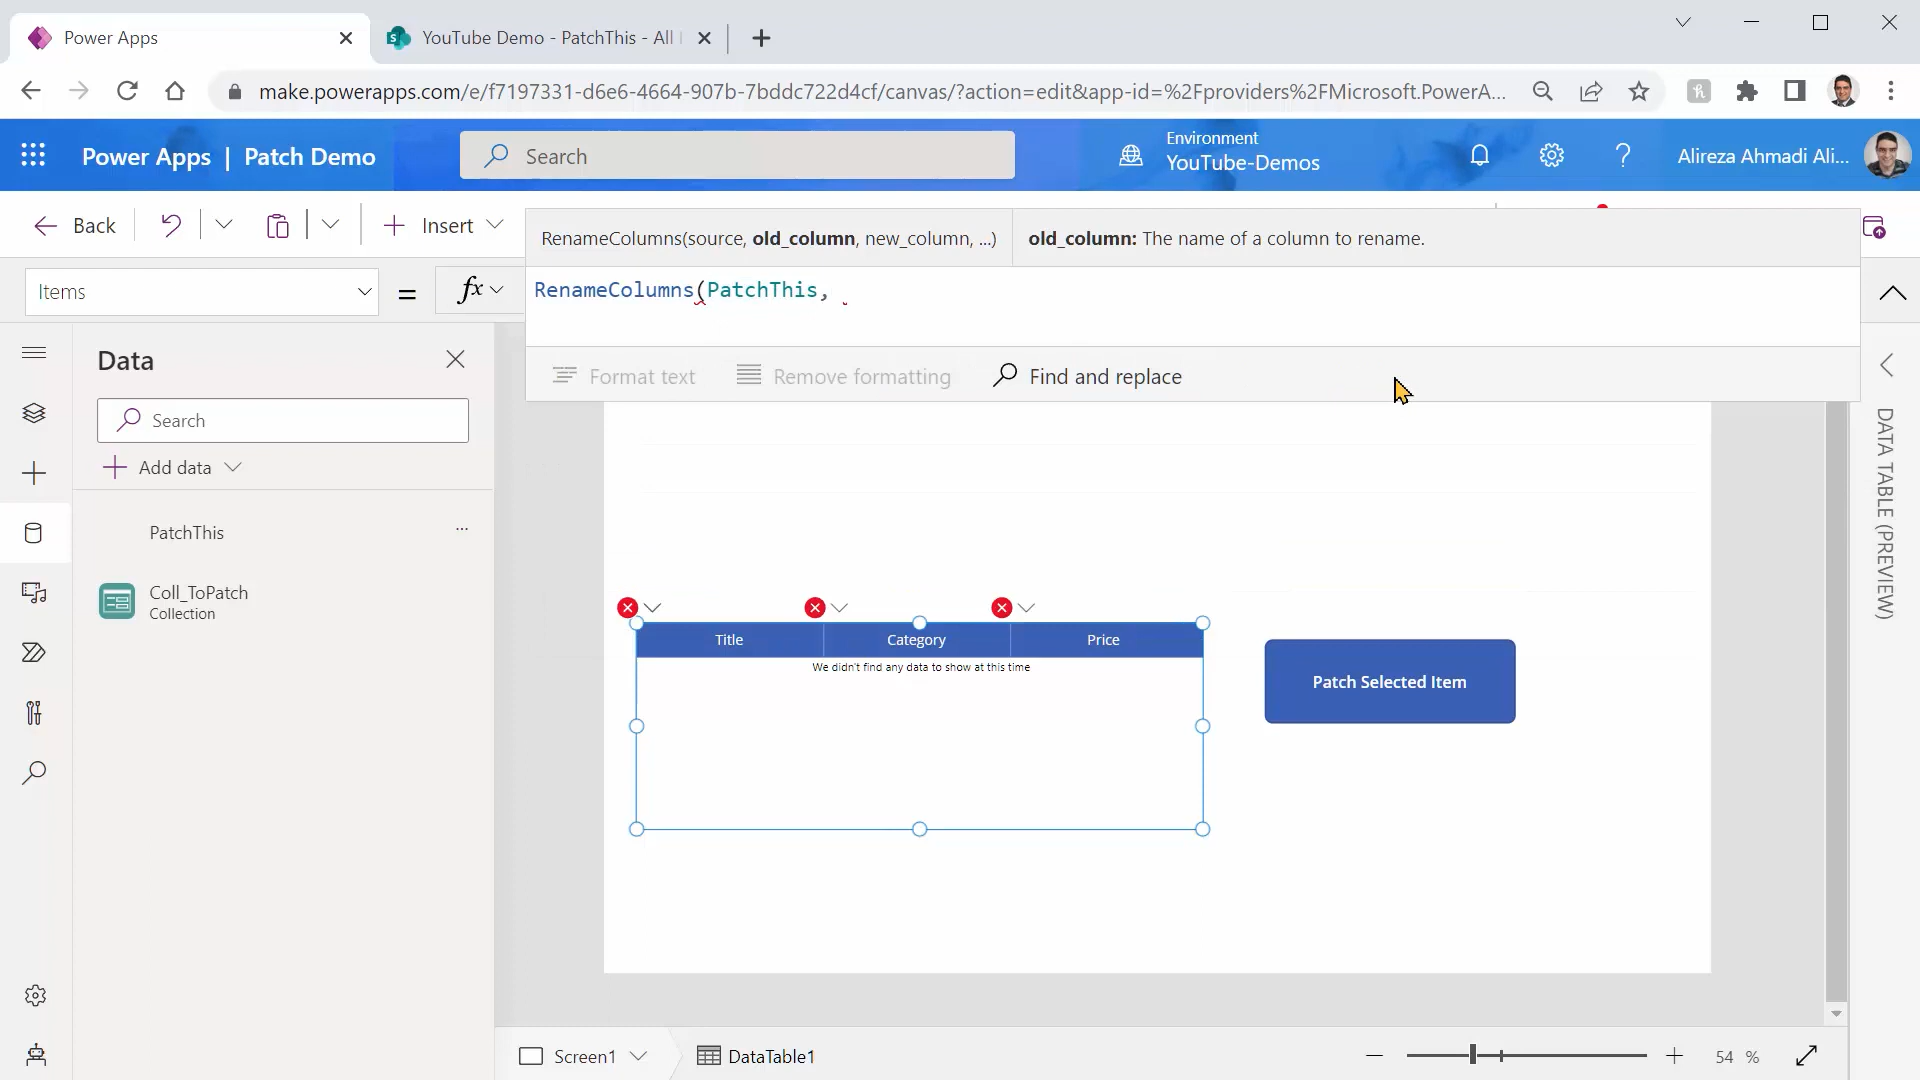 Power Apps
YouTube Demo - PatchThis - All
make.powerapps.com/e/f7197331-d6e6-4664-907b-7bddc722d4cf/canvas/?action=edit&app-id=%2Fproviders%2FMicrosoft.PowerA...
Power Apps | Patch Demo
Search
Environment
YouTube-Demos
Alireza Ahmadi Ali...
Back
Insert
RenameColumns(source, old_column, new_column, ...)
old_column: The name of a column to rename.
Items
=
fx
RenameColumns(PatchThis,
Format text
Remove formatting
Find and replace
Data
Search
Add data
PatchThis
...
Coll_ToPatch
Collection
Title
Category
Price
We didn't find any data to show at this time
Patch Selected Item
DATA TABLE (PREVIEW)
Screen1
DataTable1
54 %